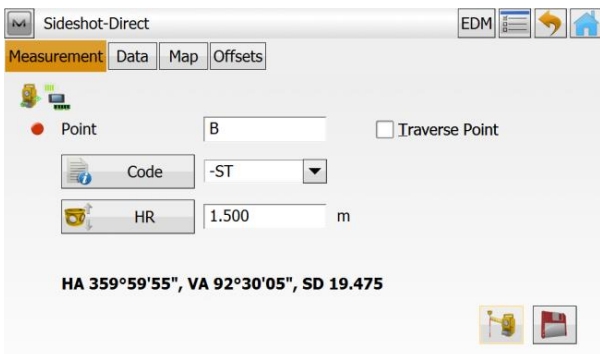 Sideshot-Direct EDM
Measurement Data Map Offsets
Point B Traverse Point
Code -ST
HR 1.500 m
HA 359°59'55", VA 92°30'05", SD 19.475